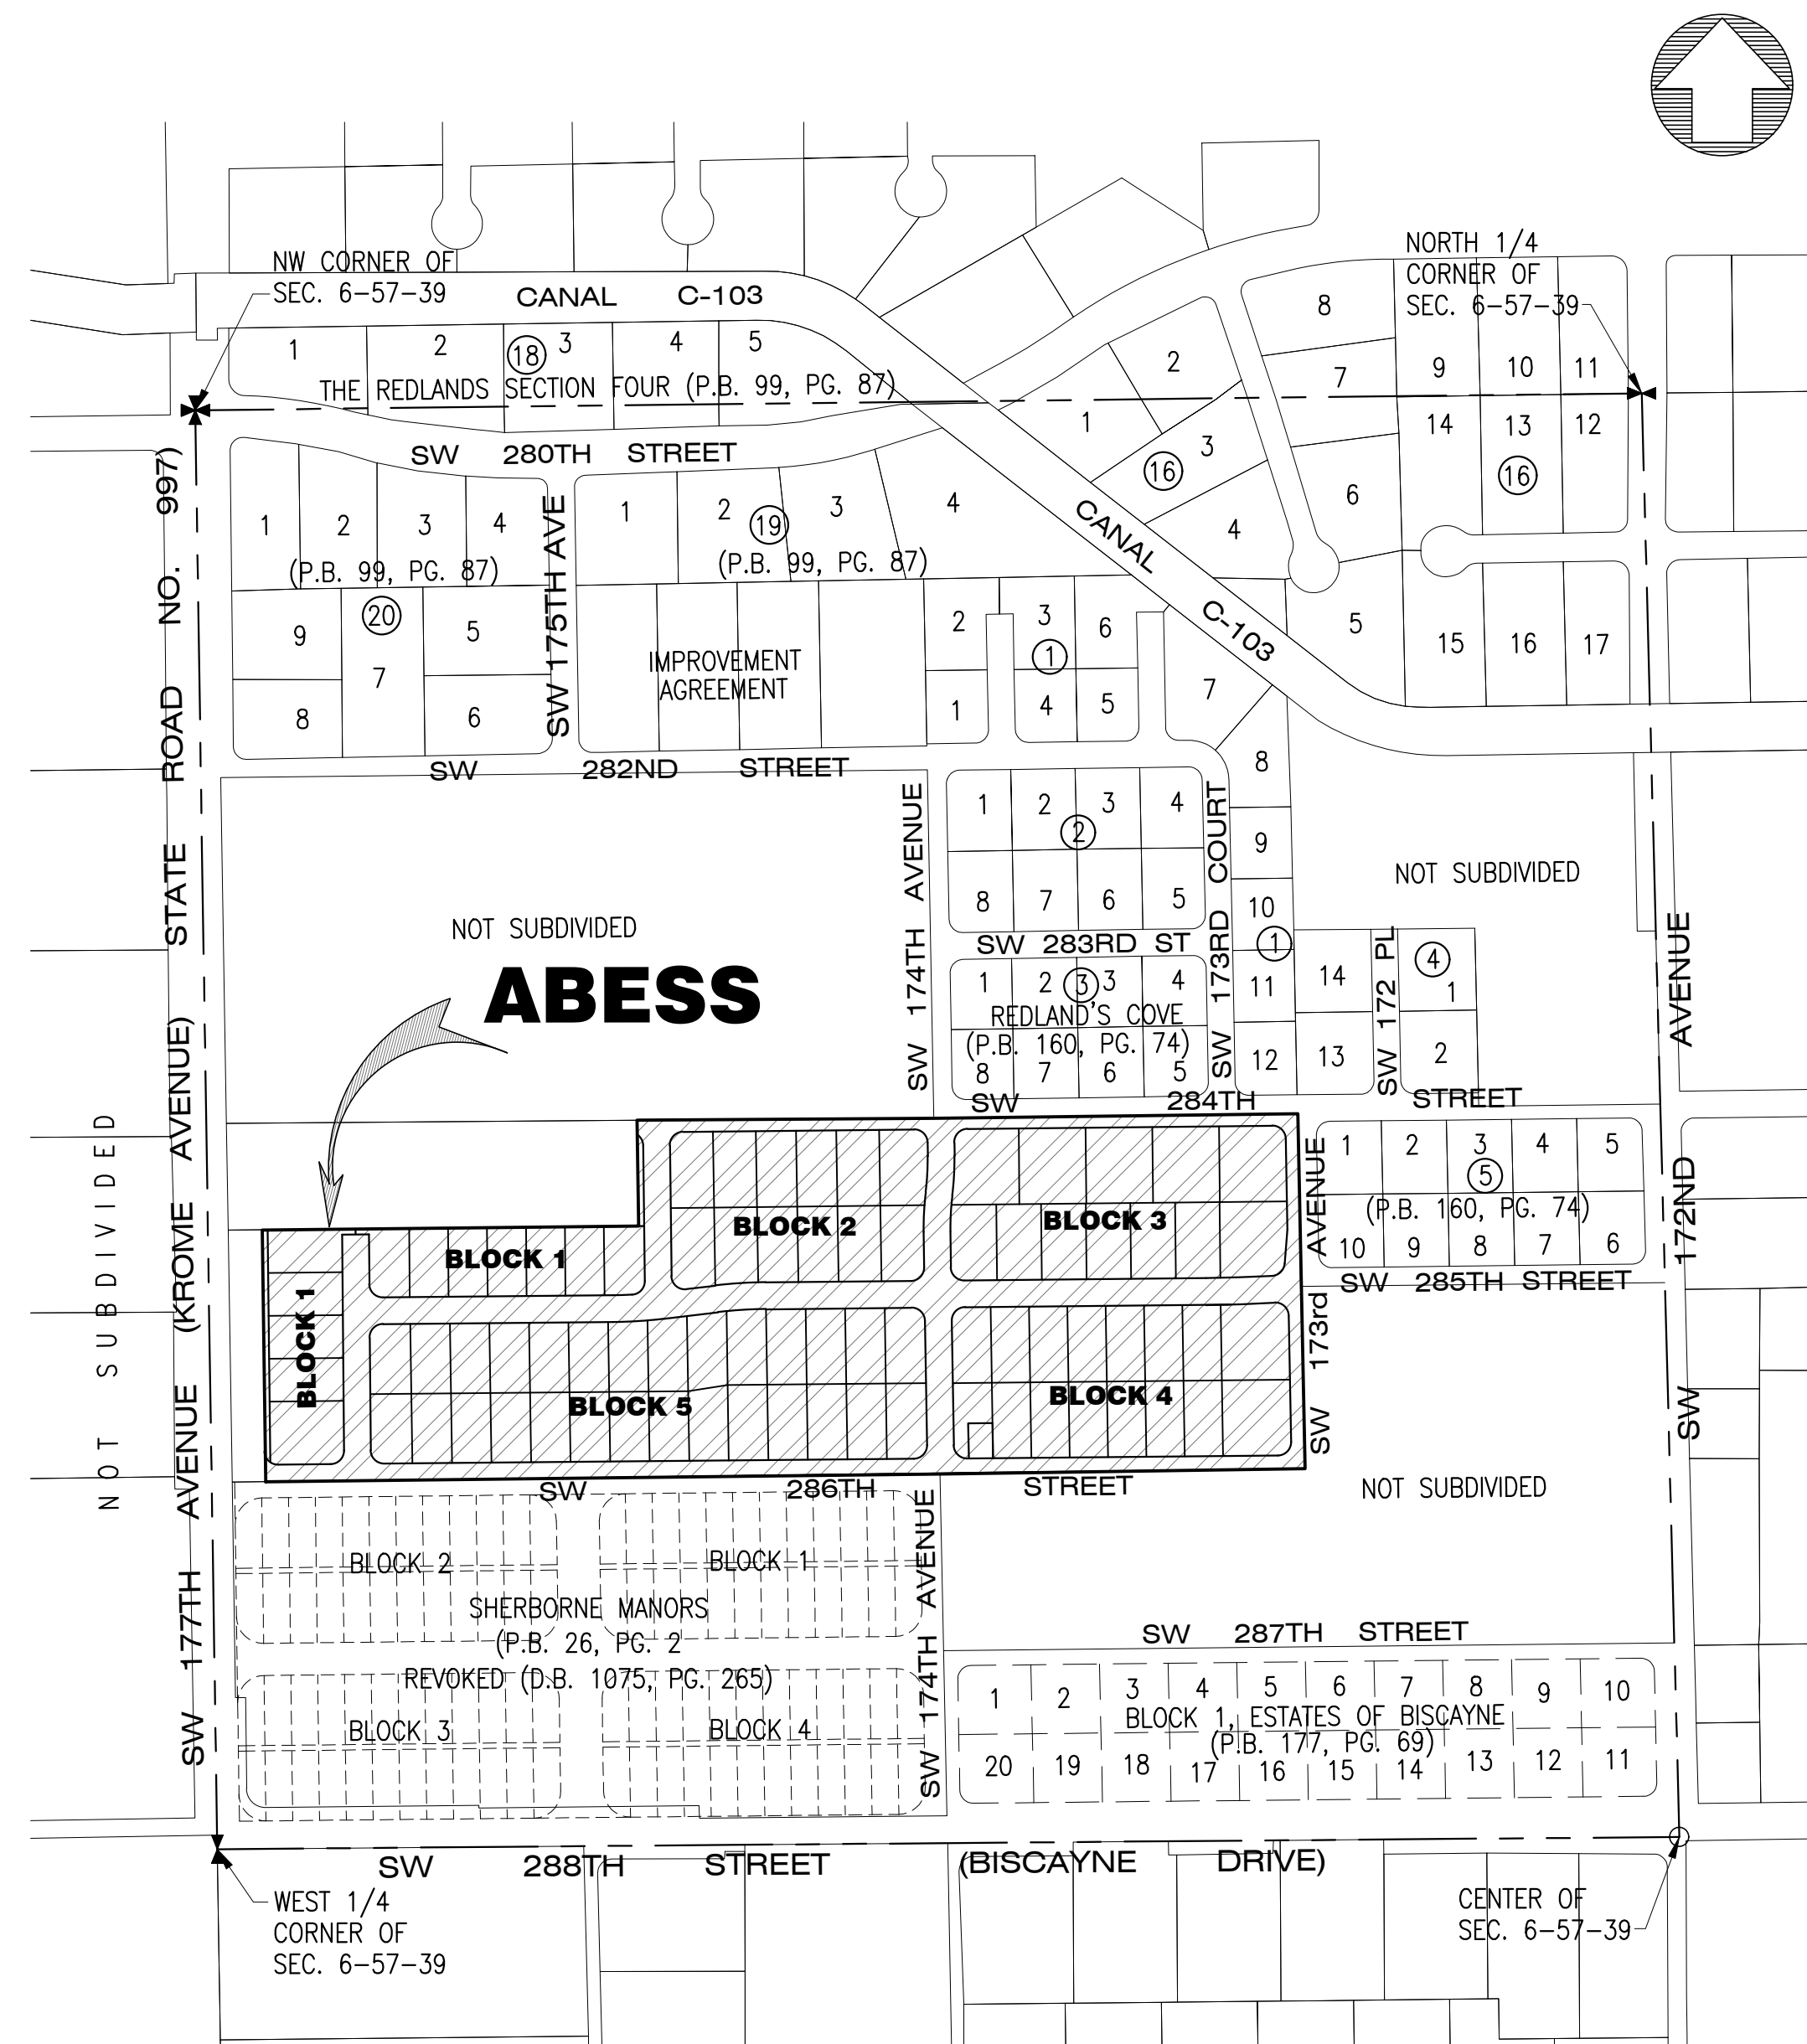 NORTH 1/4
CORNER OF
SEC. 6-57-39
NW CORNER OF
SEC. 6-57-39
CANAL C-103
1 2 18 3 4 5
THE REDLANDS SECTION FOUR (P.B. 99, PG. 87)
SW 280TH STREET
8
7 9 10 11
14 13 12
16
6
5
15 16 17
2
1
3
16
4
CANAL C-103
1 2 3 4
(P.B. 99, PG. 87)
20
9 5
7
8 6
SW 175TH AVE
1 2 19 3 4
(P.B. 99, PG. 87)
IMPROVEMENT
AGREEMENT
2 3 6
1
1 4 5
7
8
9
10
1
11
12
SW 282ND STREET
STATE ROAD NO. 997)
SW 177TH AVENUE (KROME AVENUE)
NOT SUBDIVIDED
NOT SUBDIVIDED
ABESS
SW 174TH AVENUE
1 2 3 4
2
8 7 6 5
SW 283RD ST
1 2 3 3 4
REDLAND'S COVE
(P.B. 160, PG. 74)
8 7 6 5
SW 173RD COURT
14
13
SW 172 PL
4
1
2
NOT SUBDIVIDED
SW 172ND AVENUE
SW 284TH STREET
1 2 3 4 5
5
(P.B. 160, PG. 74)
10 9 8 7 6
SW 285TH STREET
SW 173rd AVENUE
BLOCK 1
BLOCK 1
BLOCK 2
BLOCK 3
BLOCK 4
BLOCK 5
NOT SUBDIVIDED
SW 286TH STREET
SW 174TH AVENUE
BLOCK 2
BLOCK 1
SHERBORNE MANORS
(P.B. 26, PG. 2
REVOKED (D.B. 1075, PG. 265)
BLOCK 3
BLOCK 4
SW 287TH STREET
1 2 3 4 5 6 7 8 9 10
BLOCK 1, ESTATES OF BISCAYNE
(P.B. 177, PG. 69)
20 19 18 17 16 15 14 13 12 11
SW 288TH STREET (BISCAYNE DRIVE)
WEST 1/4
CORNER OF
SEC. 6-57-39
CENTER OF
SEC. 6-57-39